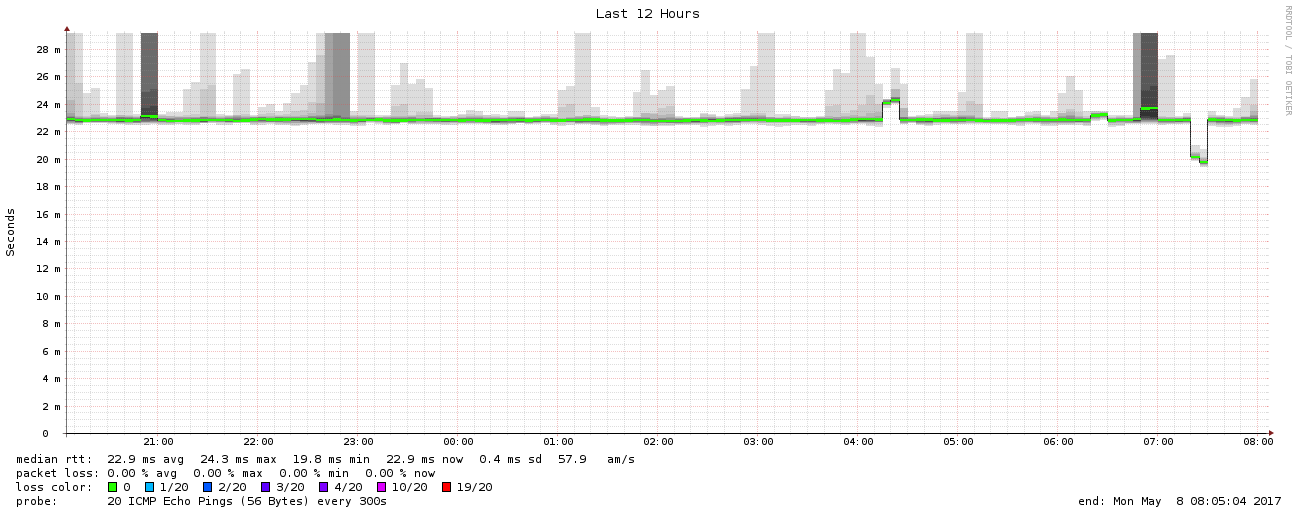 Last 12 Hours
RRDTOOL / TOBI OETIKER
Seconds
28 m
26 m
24 m
22 m
20 m
18 m
16 m
14 m
12 m
10 m
8 m
6 m
4 m
2 m
0
21:00 22:00 23:00 00:00 01:00 02:00 03:00 04:00 05:00 06:00 07:00 08:00
median rtt: 22.9 ms avg 24.3 ms max 19.8 ms min 22.9 ms now 0.4 ms sd 57.9 am/s
packet loss: 0.00 % avg 0.00 % max 0.00 % min 0.00 % now
loss color: 0 1/20 2/20 3/20 4/20 10/20 19/20
probe: 20 ICMP Echo Pings (56 Bytes) every 300s end: Mon May 8 08:05:04 2017